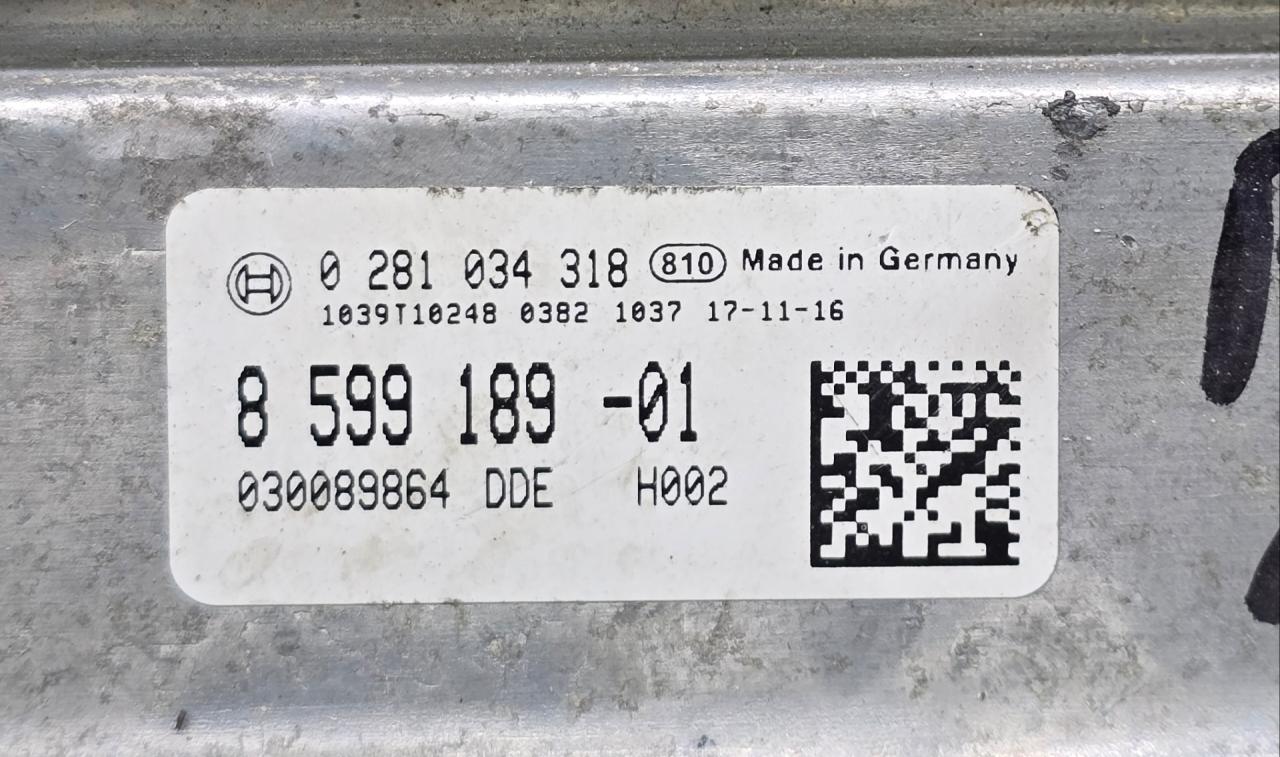 0 281 034 318 810 Made in Germany
1039T10248 0382 1037 17-11-16
8 599 189 -01
030089864 DDE H002